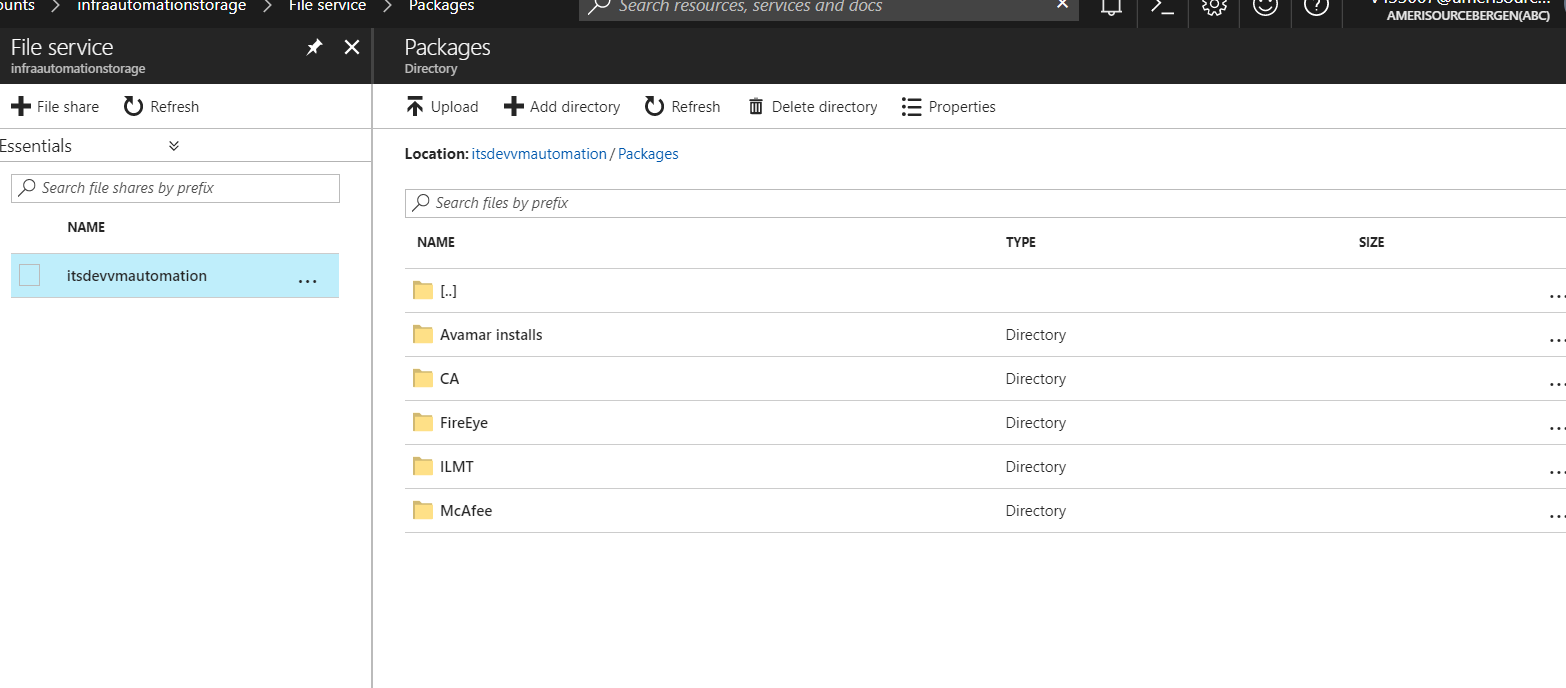 ounts > infraautomationstorage > File service > Packages
Search resources, services and docs
AMERISOURCEBERGEN(ABC)
File service
infraautomationstorage
Packages
Directory
File share
Refresh
Upload
Add directory
Refresh
Delete directory
Properties
Essentials
Location: itsdevvmautomation / Packages
Search file shares by prefix
Search files by prefix
NAME
NAME TYPE SIZE
itsdevvmautomation ...
[..] ...
Avamar installs Directory ...
CA Directory ...
FireEye Directory ...
ILMT Directory ...
McAfee Directory ...